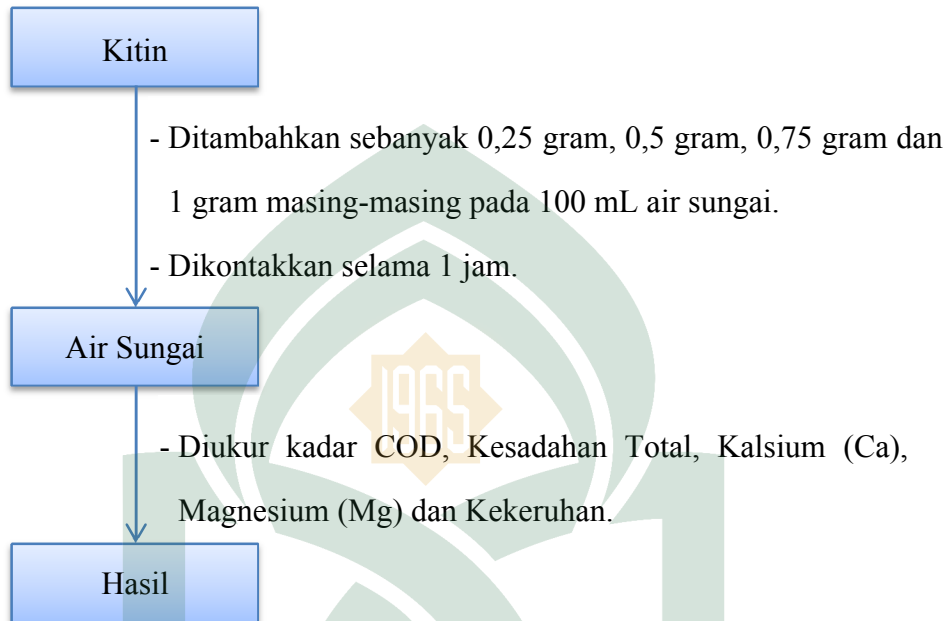 Kitin
- Ditambahkan sebanyak 0,25 gram, 0,5 gram, 0,75 gram dan
1 gram masing-masing pada 100 mL air sungai.
- Dikontakkan selama 1 jam.
Air Sungai
1965
- Diukur kadar COD, Kesadahan Total, Kalsium (Ca),
Magnesium (Mg) dan Kekeruhan.
Hasil